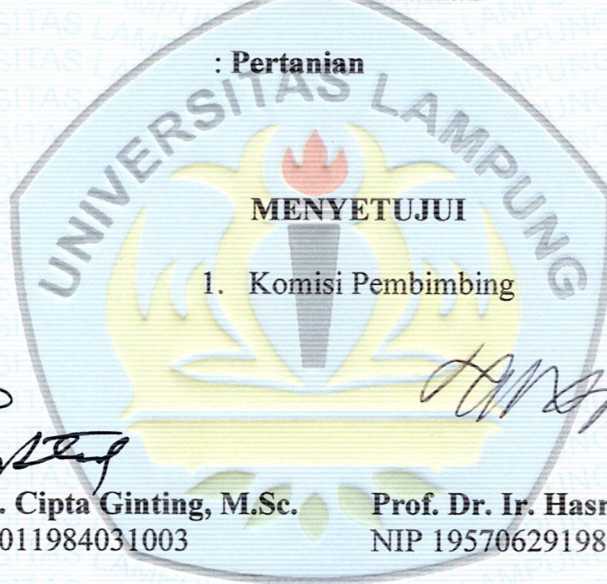 : Pertanian
UNIVERSITAS LAMPUNG
MENYETUJUI
1. Komisi Pembimbing
. Cipta Ginting, M.Sc. Prof. Dr. Ir. Hasr
011984031003 NIP 19570629198